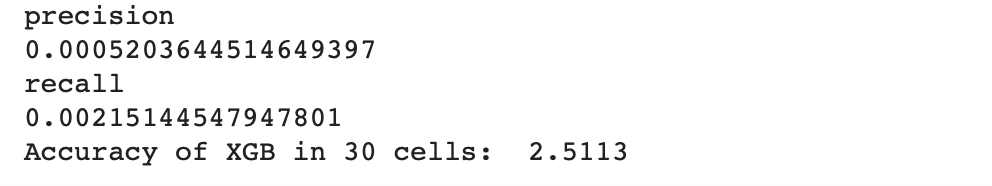 precision
0.0005203644514649397
recall
0.00215144547947801
Accuracy of XGB in 30 cells:  2.5113